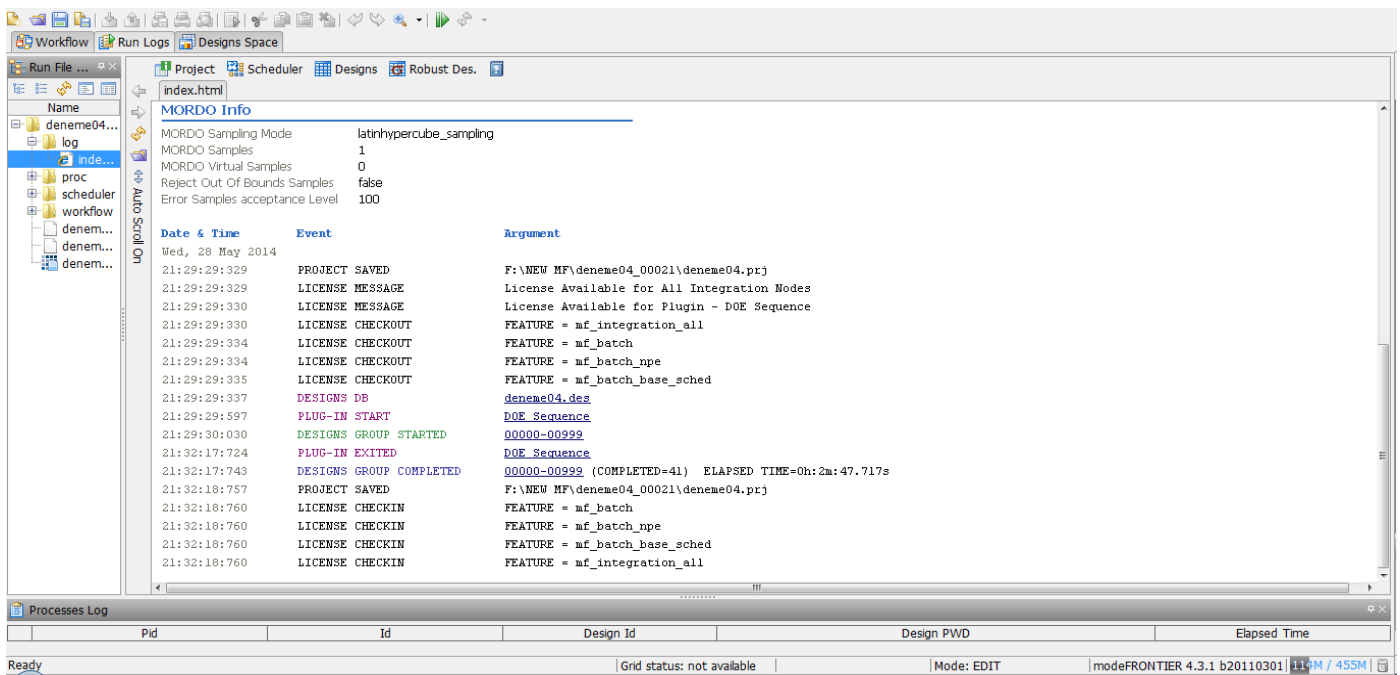 Workflow Run Logs Designs Space
Run File ... Project Scheduler Designs Robust Des.
index.html
Name
deneme04...
log
inde...
proc
scheduler
workflow
denem...
denem...
denem...
Auto Scroll On
MORDO Info
MORDO Sampling Mode latinhypercube_sampling
MORDO Samples 1
MORDO Virtual Samples 0
Reject Out Of Bounds Samples false
Error Samples acceptance Level 100
Date & Time Event Argument
Wed, 28 May 2014
21:29:29:329 PROJECT SAVED F:\NEW MF\deneme04_00021\deneme04.prj
21:29:29:329 LICENSE MESSAGE License Available for All Integration Nodes
21:29:29:330 LICENSE MESSAGE License Available for Plugin - DOE Sequence
21:29:29:330 LICENSE CHECKOUT FEATURE = mf_integration_all
21:29:29:334 LICENSE CHECKOUT FEATURE = mf_batch
21:29:29:334 LICENSE CHECKOUT FEATURE = mf_batch_npe
21:29:29:335 LICENSE CHECKOUT FEATURE = mf_batch_base_sched
21:29:29:337 DESIGNS DB deneme04.des
21:29:29:597 PLUG-IN START DOE Sequence
21:29:30:030 DESIGNS GROUP STARTED 00000-00999
21:32:17:724 PLUG-IN EXITED DOE Sequence
21:32:17:743 DESIGNS GROUP COMPLETED 00000-00999 (COMPLETED=41) ELAPSED TIME=0h:2m:47.717s
21:32:18:757 PROJECT SAVED F:\NEW MF\deneme04_00021\deneme04.prj
21:32:18:760 LICENSE CHECKIN FEATURE = mf_batch
21:32:18:760 LICENSE CHECKIN FEATURE = mf_batch_npe
21:32:18:760 LICENSE CHECKIN FEATURE = mf_batch_base_sched
21:32:18:760 LICENSE CHECKIN FEATURE = mf_integration_all
Processes Log
Pid Id Design Id Design PWD Elapsed Time
Ready Grid status: not available Mode: EDIT modeFRONTIER 4.3.1 b20110301 114M / 455M